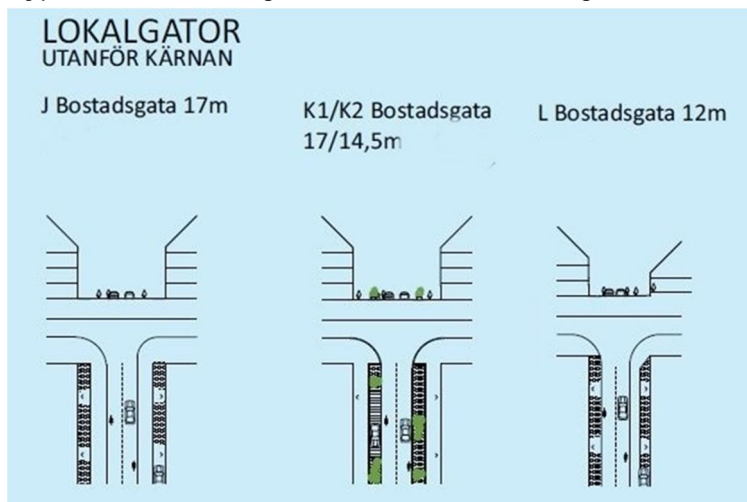 LOKALGATOR
UTANFÖR KÄRNAN
J Bostadsgata 17m
K1/K2 Bostadsgata
17/14,5m
L Bostadsgata 12m